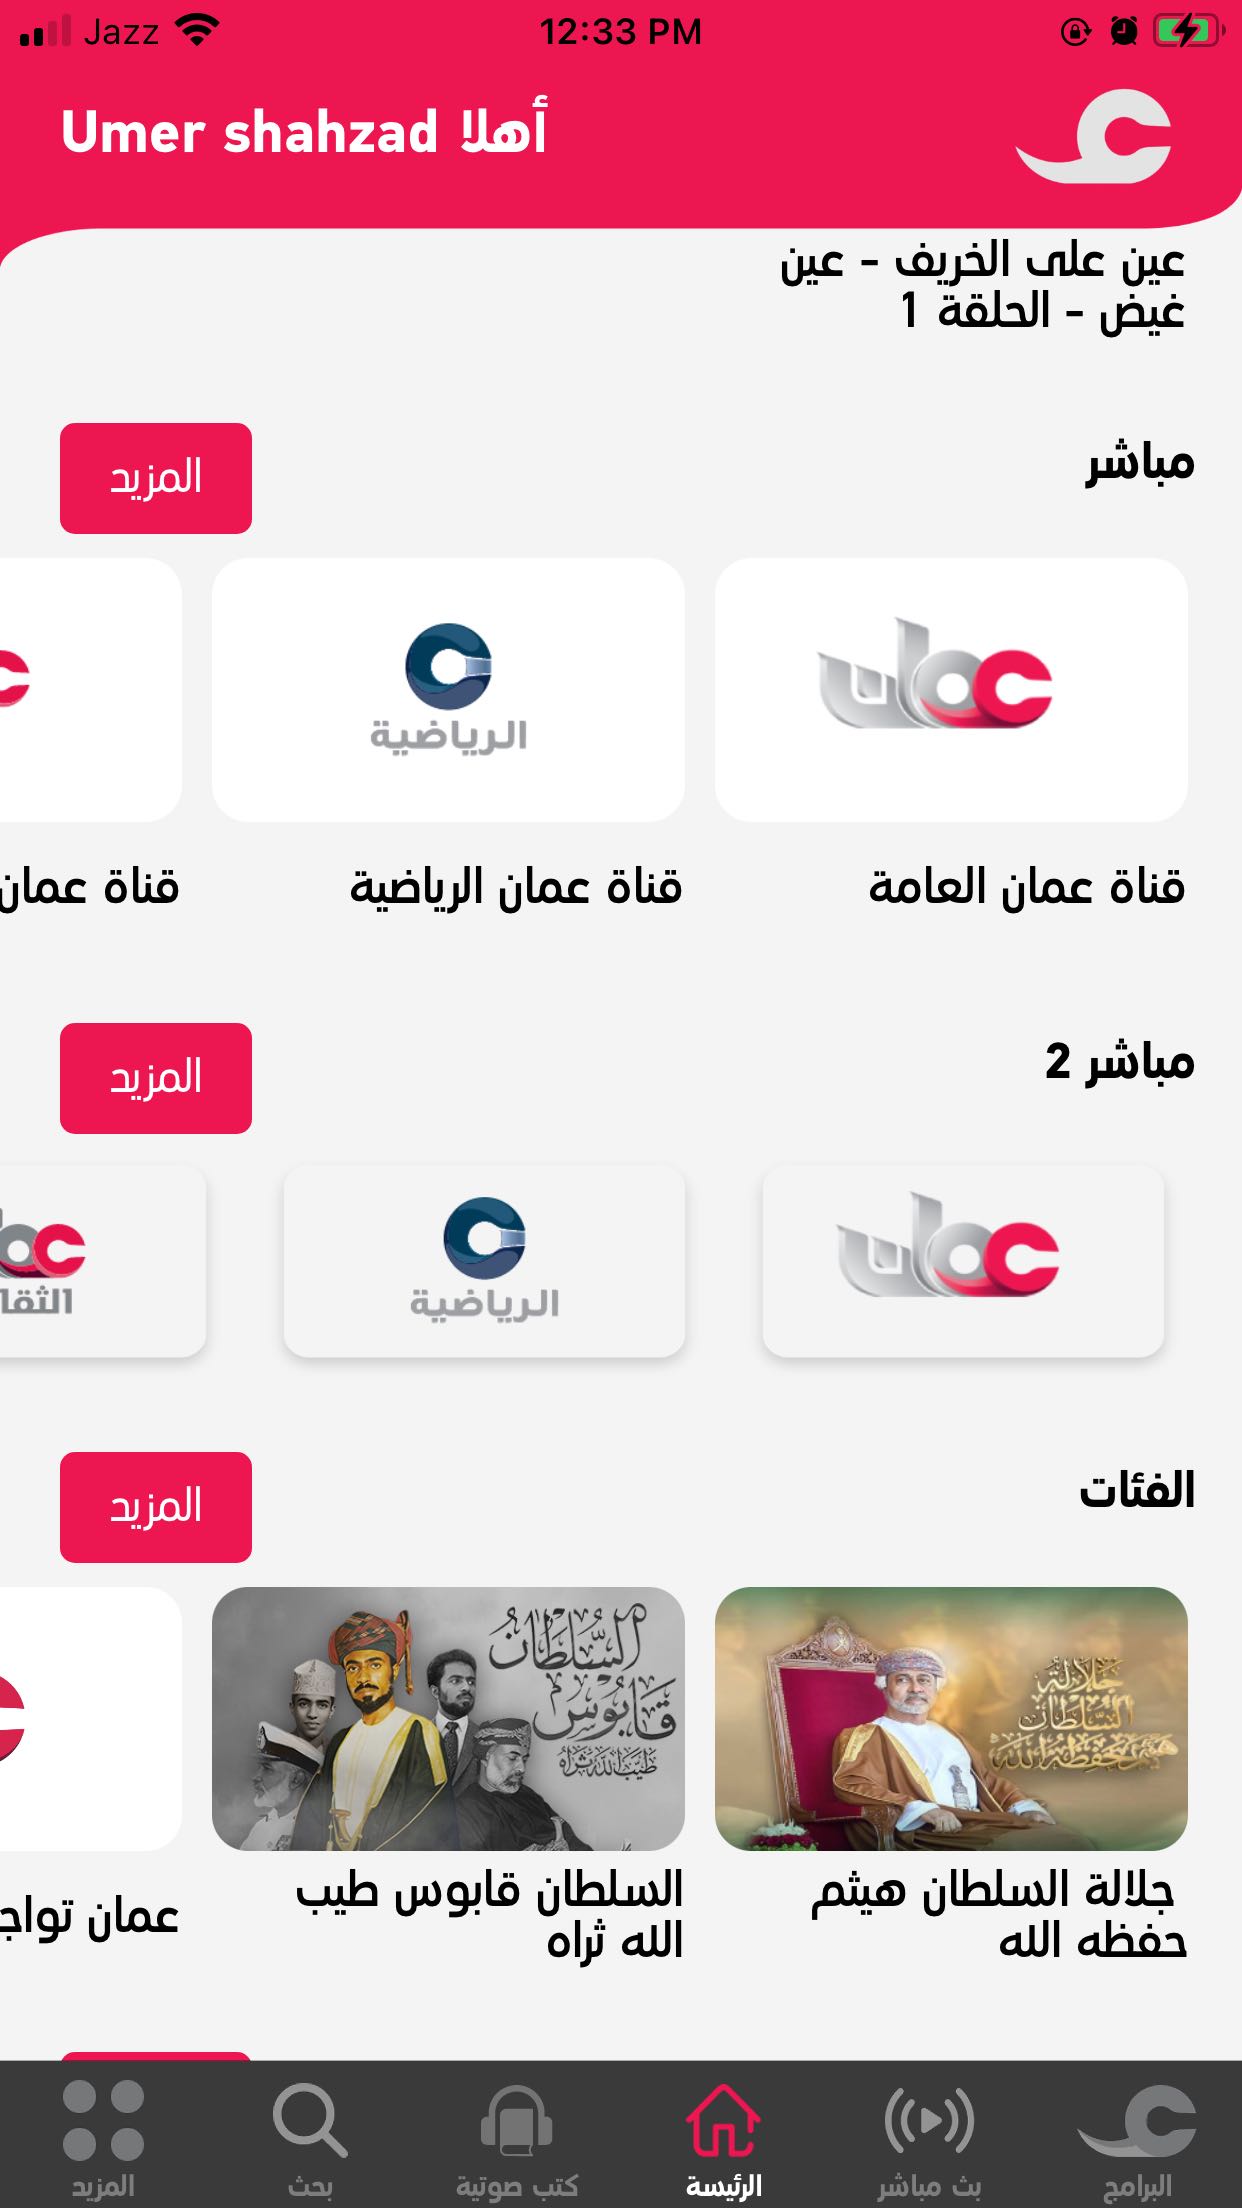 Jazz
12:33 PM
أهلا Umer shahzad
عين على الخريف - عين
غيض - الحلقة 1
مباشر
المزيد
عمان
الرياضية
قناة عمان العامة
قناة عمان الرياضية
قناة عمان
مباشر 2
المزيد
عمان
الرياضية
الفئات
المزيد
جلالة
السلطان
هيثم حفظه الله
السلطان
قابوس
طيب الله ثراه
جلالة السلطان هيثم
حفظه الله
السلطان قابوس طيب
الله ثراه
عمان
البرامج
بث مباشر
الرئيسة
كتب صوتية
بحث
المزيد